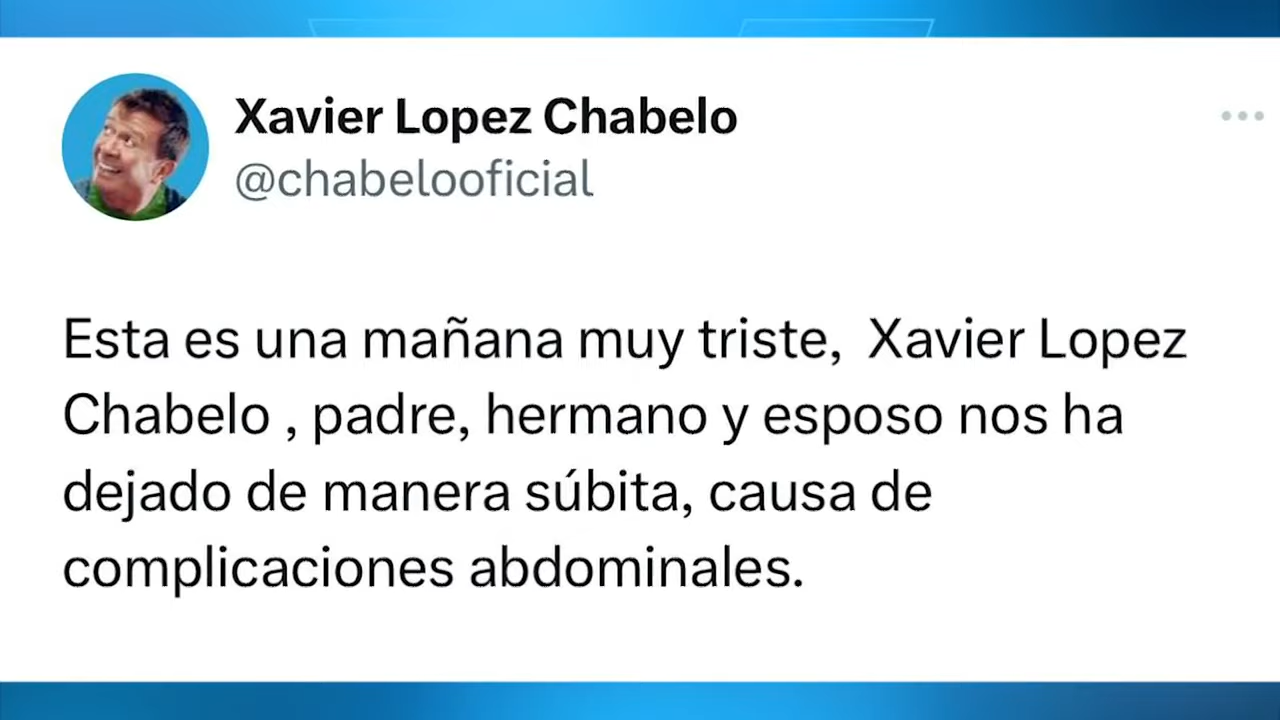 Xavier Lopez Chabelo
@chabelooficial
Esta es una mañana muy triste,  Xavier Lopez
Chabelo , padre, hermano y esposo nos ha
dejado de manera súbita, causa de
complicaciones abdominales.